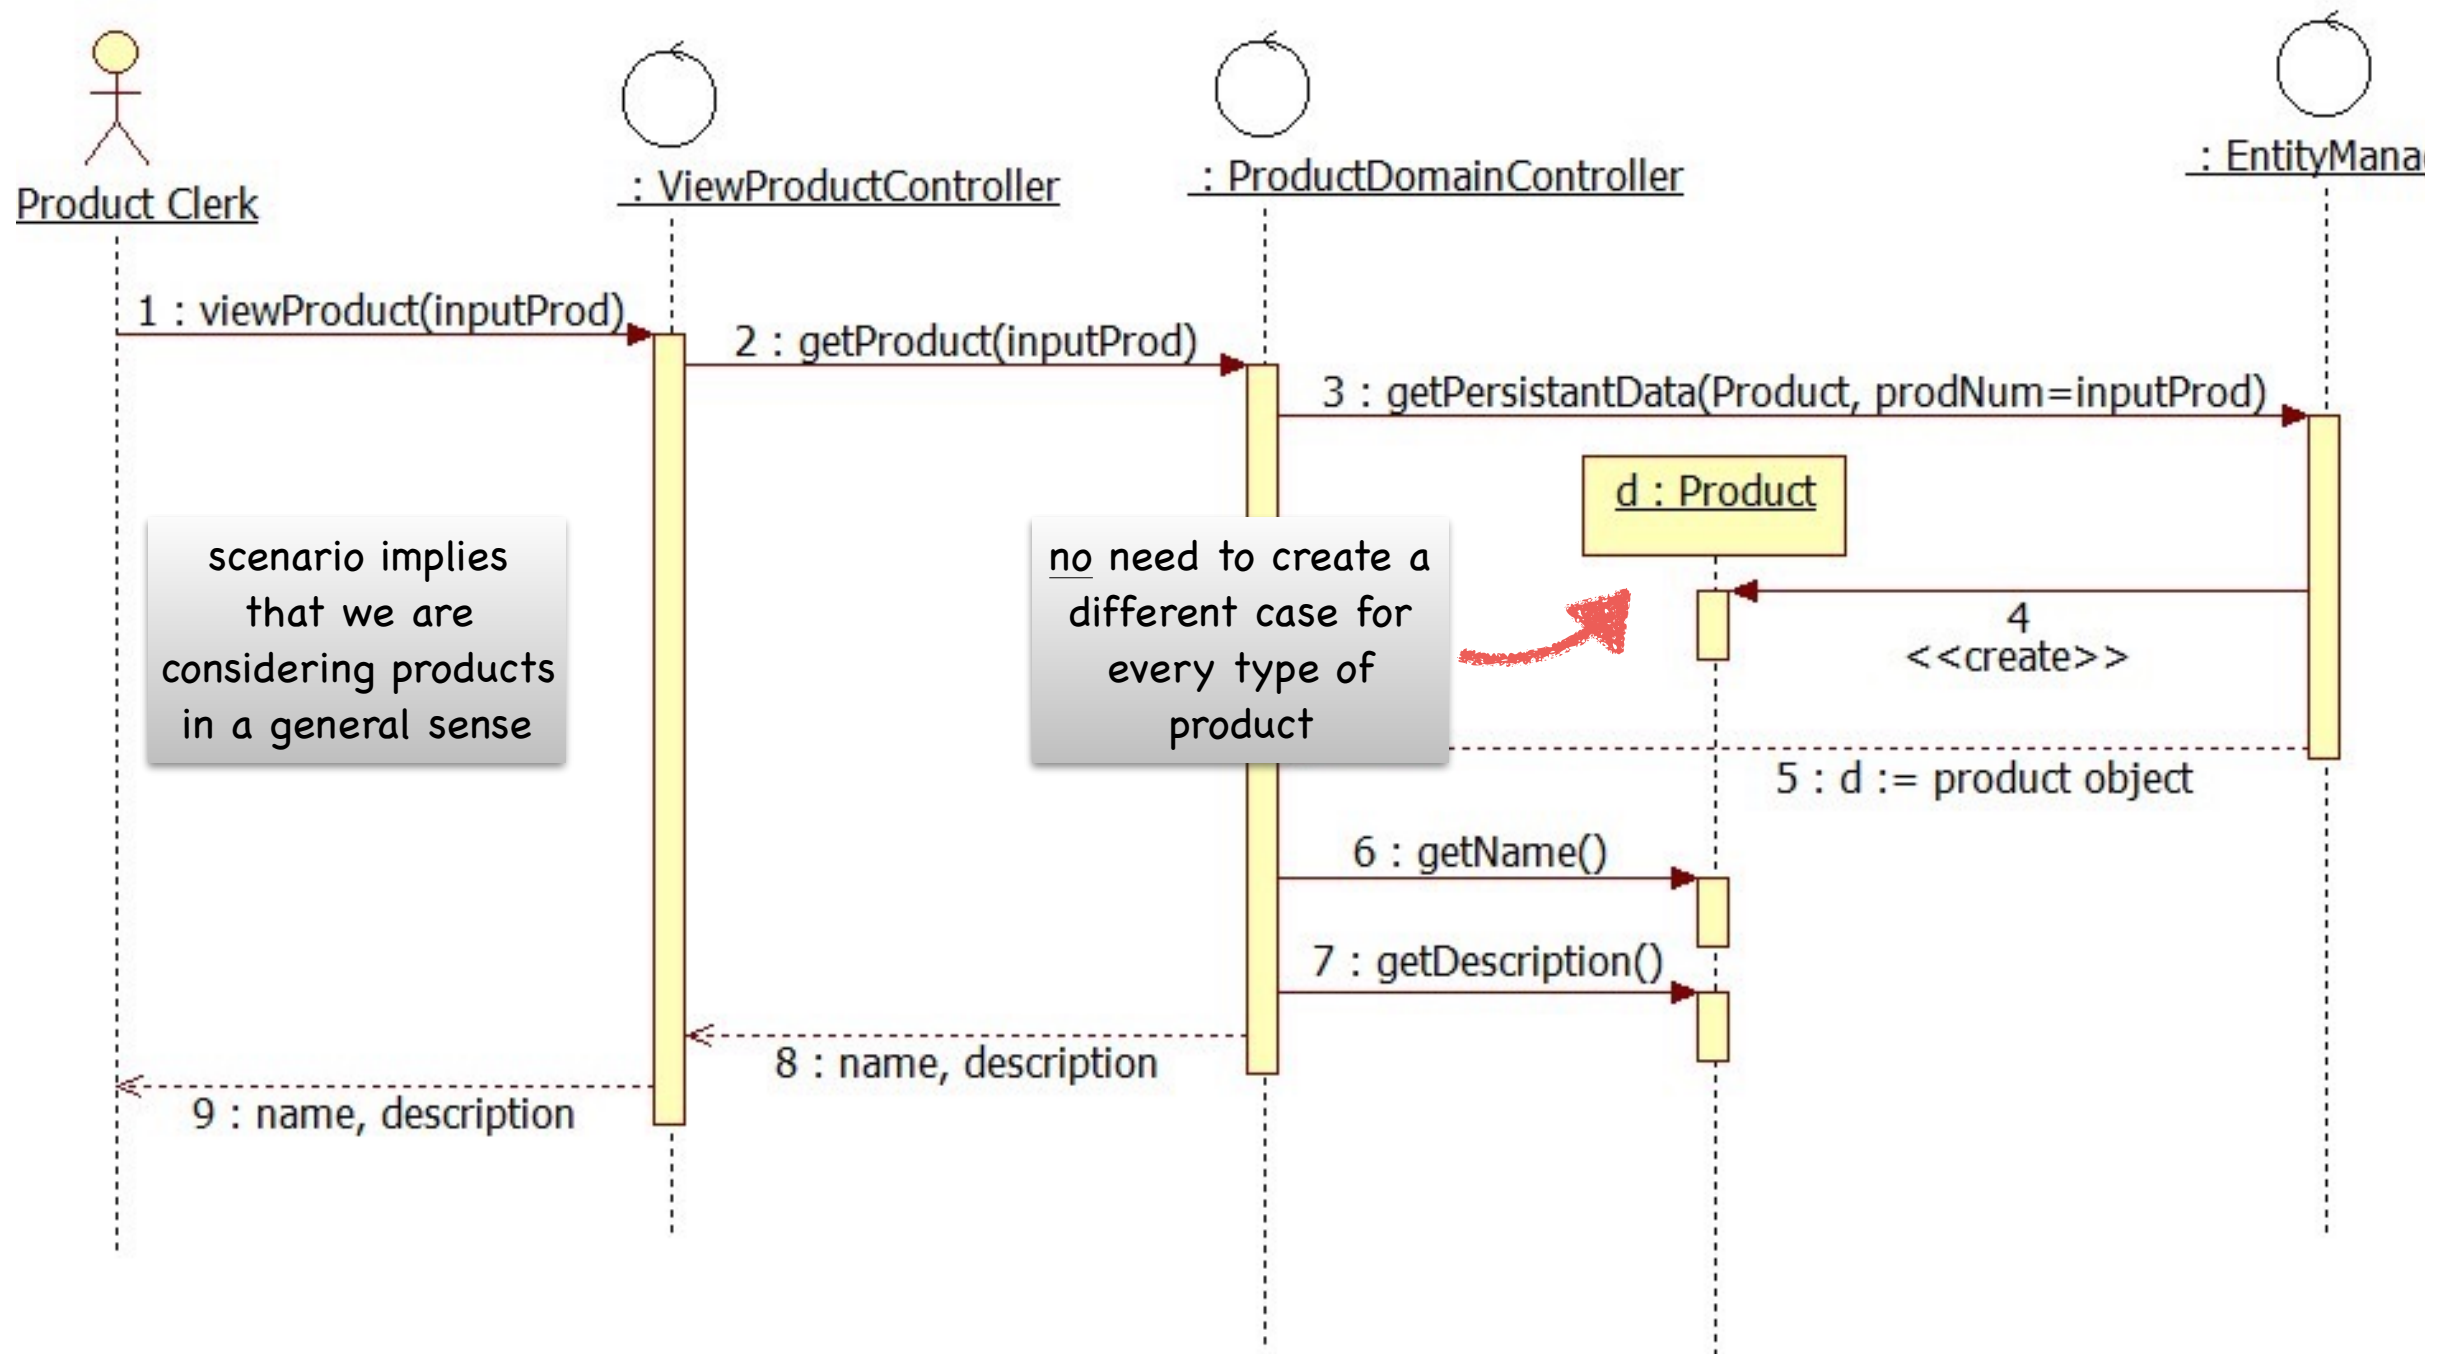 Product Clerk
: ViewProductController
: ProductDomainController
: EntityMana
1 : viewProduct(inputProd)
2 : getProduct(inputProd)
3 : getPersistantData(Product, prodNum=inputProd)
d : Product
scenario implies
that we are
considering products
in a general sense
no need to create a
different case for
every type of
product
4
<<create>>
5 : d := product object
6 : getName()
7 : getDescription()
8 : name, description
9 : name, description